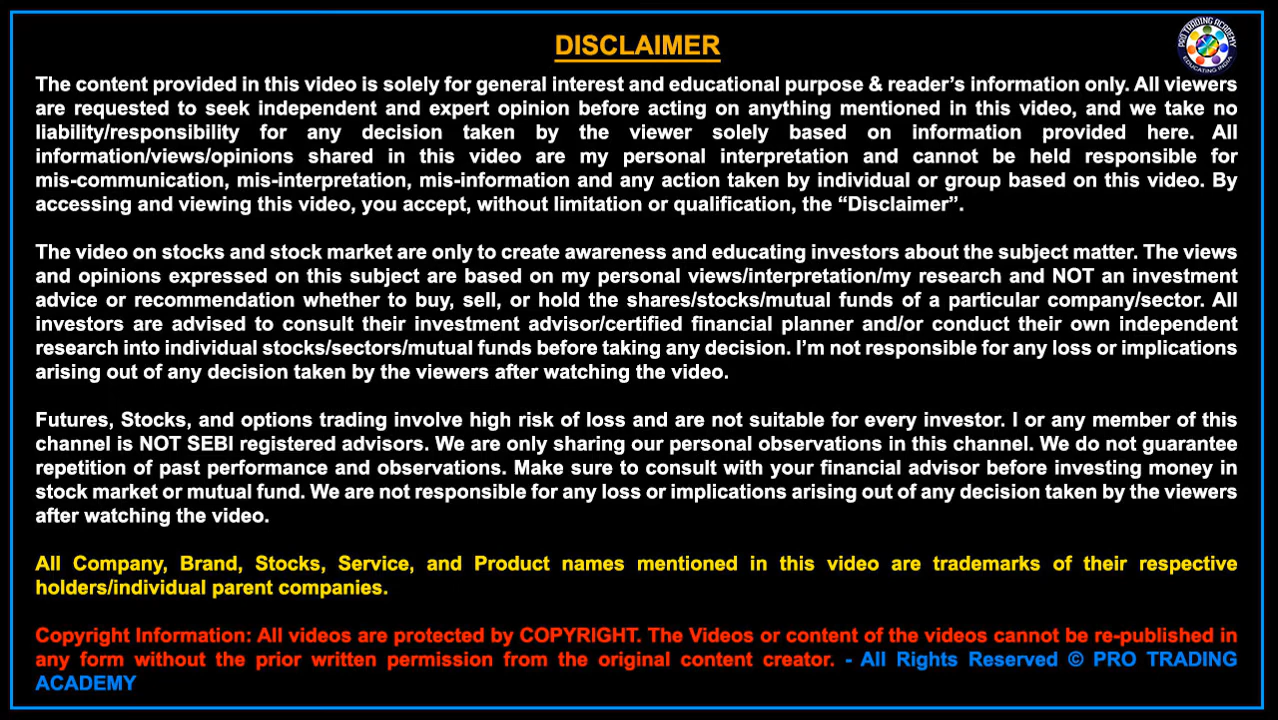 DISCLAIMER
PRO TRADING ACADEMY
EDUCATING INDIA
The content provided in this video is solely for general interest and educational purpose & reader’s information only. All viewers
are requested to seek independent and expert opinion before acting on anything mentioned in this video, and we take no
liability/responsibility for any decision taken by the viewer solely based on information provided here. All
information/views/opinions shared in this video are my personal interpretation and cannot be held responsible for
mis-communication, mis-interpretation, mis-information and any action taken by individual or group based on this video. By
accessing and viewing this video, you accept, without limitation or qualification, the “Disclaimer”.
The video on stocks and stock market are only to create awareness and educating investors about the subject matter. The views
and opinions expressed on this subject are based on my personal views/interpretation/my research and NOT an investment
advice or recommendation whether to buy, sell, or hold the shares/stocks/mutual funds of a particular company/sector. All
investors are advised to consult their investment advisor/certified financial planner and/or conduct their own independent
research into individual stocks/sectors/mutual funds before taking any decision. I’m not responsible for any loss or implications
arising out of any decision taken by the viewers after watching the video.
Futures, Stocks, and options trading involve high risk of loss and are not suitable for every investor. I or any member of this
channel is NOT SEBI registered advisors. We are only sharing our personal observations in this channel. We do not guarantee
repetition of past performance and observations. Make sure to consult with your financial advisor before investing money in
stock market or mutual fund. We are not responsible for any loss or implications arising out of any decision taken by the viewers
after watching the video.
All Company, Brand, Stocks, Service, and Product names mentioned in this video are trademarks of their respective
holders/individual parent companies.
Copyright Information: All videos are protected by COPYRIGHT. The Videos or content of the videos cannot be re-published in
any form without the prior written permission from the original content creator. - All Rights Reserved © PRO TRADING
ACADEMY